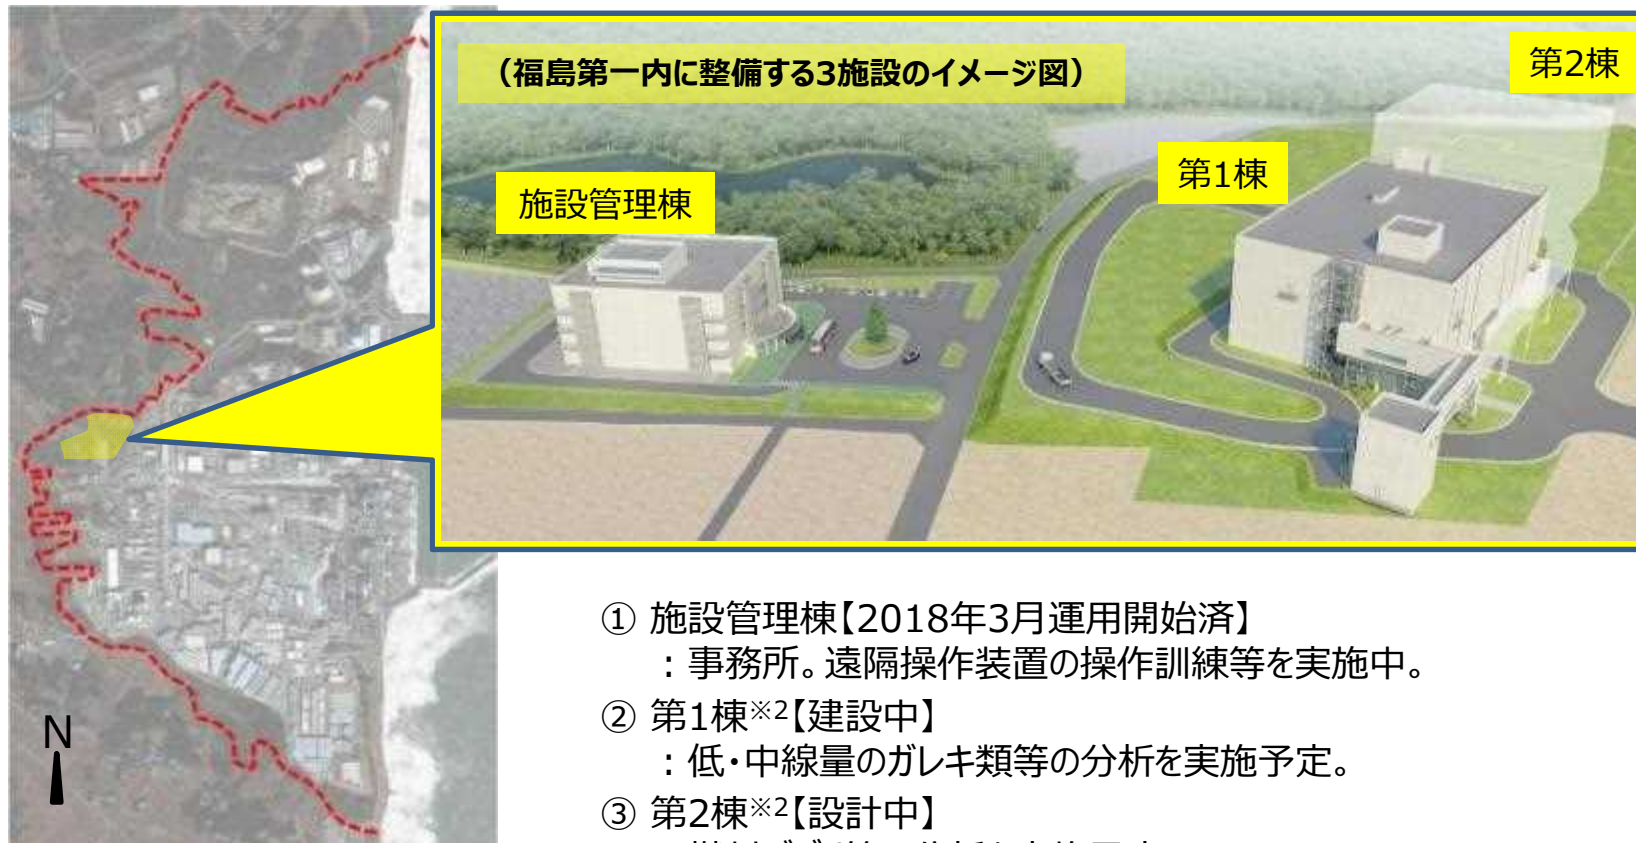 （福島第一内に整備する3施設のイメージ図）
第2棟
第1棟
施設管理棟
N
① 施設管理棟【2018年3月運用開始済】
：事務所。遠隔操作装置の操作訓練等を実施中。
② 第1棟※2【建設中】
：低・中線量のガレキ類等の分析を実施予定。
③ 第2棟※2【設計中】